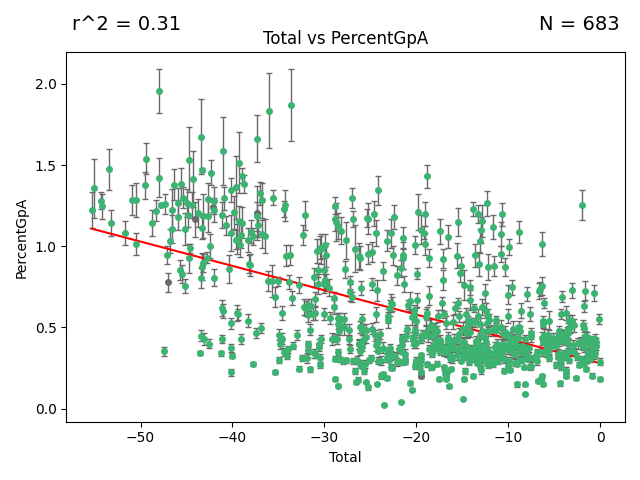 r^2 = 0.31
N = 683
Total vs PercentGpA
PercentGpA
2.0
1.5
1.0
0.5
0.0
−50
−40
−30
−20
−10
0
Total